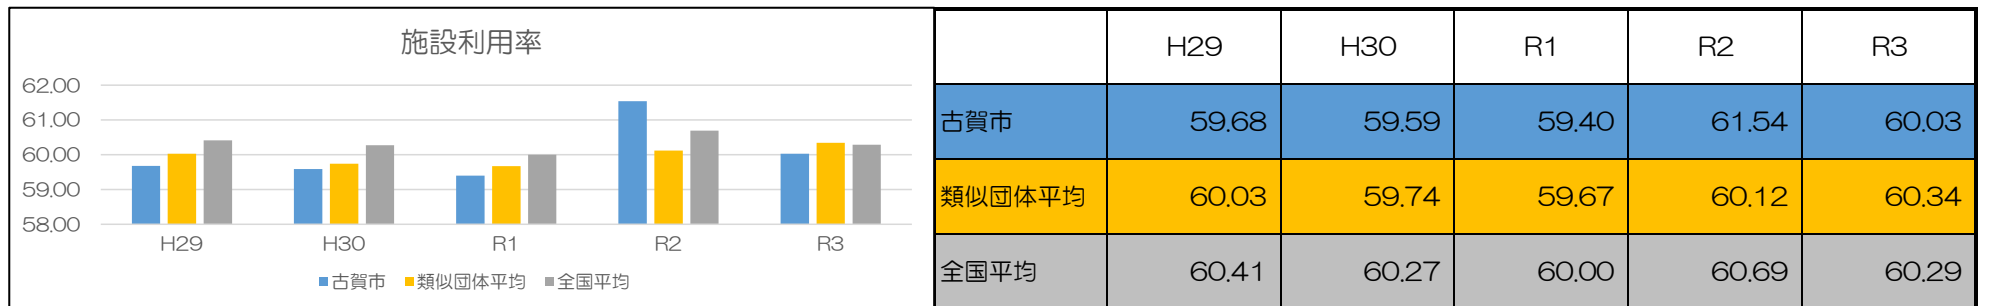 施設利用率
62.00
61.00
60.00
59.00
58.00
H29 H30 R1 R2 R3
古賀市 類似団体平均 全国平均
H29 H30 R1 R2 R3
古賀市 59.68 59.59 59.40 61.54 60.03
類似団体平均 60.03 59.74 59.67 60.12 60.34
全国平均 60.41 60.27 60.00 60.69 60.29